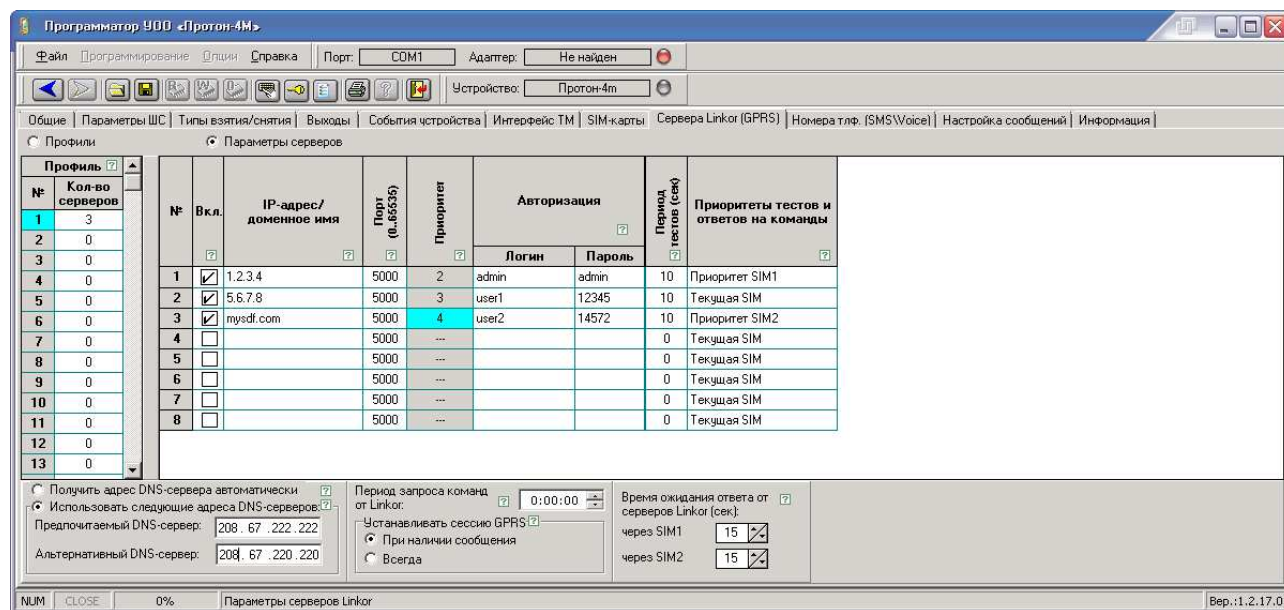 Программатор УОО «Протон-4М»
Файл Программирование Опции Справка Порт: COM1 Адаптер: Не найден
Устройство: Протон-4m
Общие Параметры ШС Типы взятия/снятия Выходы События устройства Интерфейс ТМ SIM-карты Сервера Linkor (GPRS) Номера тлф. (SMS\Voice) Настройка сообщений Информация
Профили Параметры серверов
Профиль
№ Кол-во серверов
1 3
2 0
3 0
4 0
5 0
6 0
7 0
8 0
9 0
10 0
11 0
12 0
13 0
№ Вкл. IP-адрес/ доменное имя Порт (0..65535) Приоритет Авторизация Период тестов (сек) Приоритеты тестов и ответов на команды
Логин Пароль
1 1.2.3.4 5000 2 admin admin 10 Приоритет SIM1
2 5.6.7.8 5000 3 user1 12345 10 Текущая SIM
3 mysdf.com 5000 4 user2 14572 10 Приоритет SIM2
4 5000 --- 0 Текущая SIM
5 5000 --- 0 Текущая SIM
6 5000 --- 0 Текущая SIM
7 5000 --- 0 Текущая SIM
8 5000 --- 0 Текущая SIM
Получить адрес DNS-сервера автоматически
Использовать следующие адреса DNS-серверов:
Предпочитаемый DNS-сервер: 208 . 67 .222 .222
Альтернативный DNS-сервер: 208 . 67 .220 .220
Период запроса команд
от Linkor: 0:00:00
Устанавливать сессию GPRS
При наличии сообщения
Всегда
Время ожидания ответа от
серверов Linkor (сек):
через SIM1 15
через SIM2 15
NUM CLOSE 0% Параметры серверов Linkor Вер.:1.2.17.0